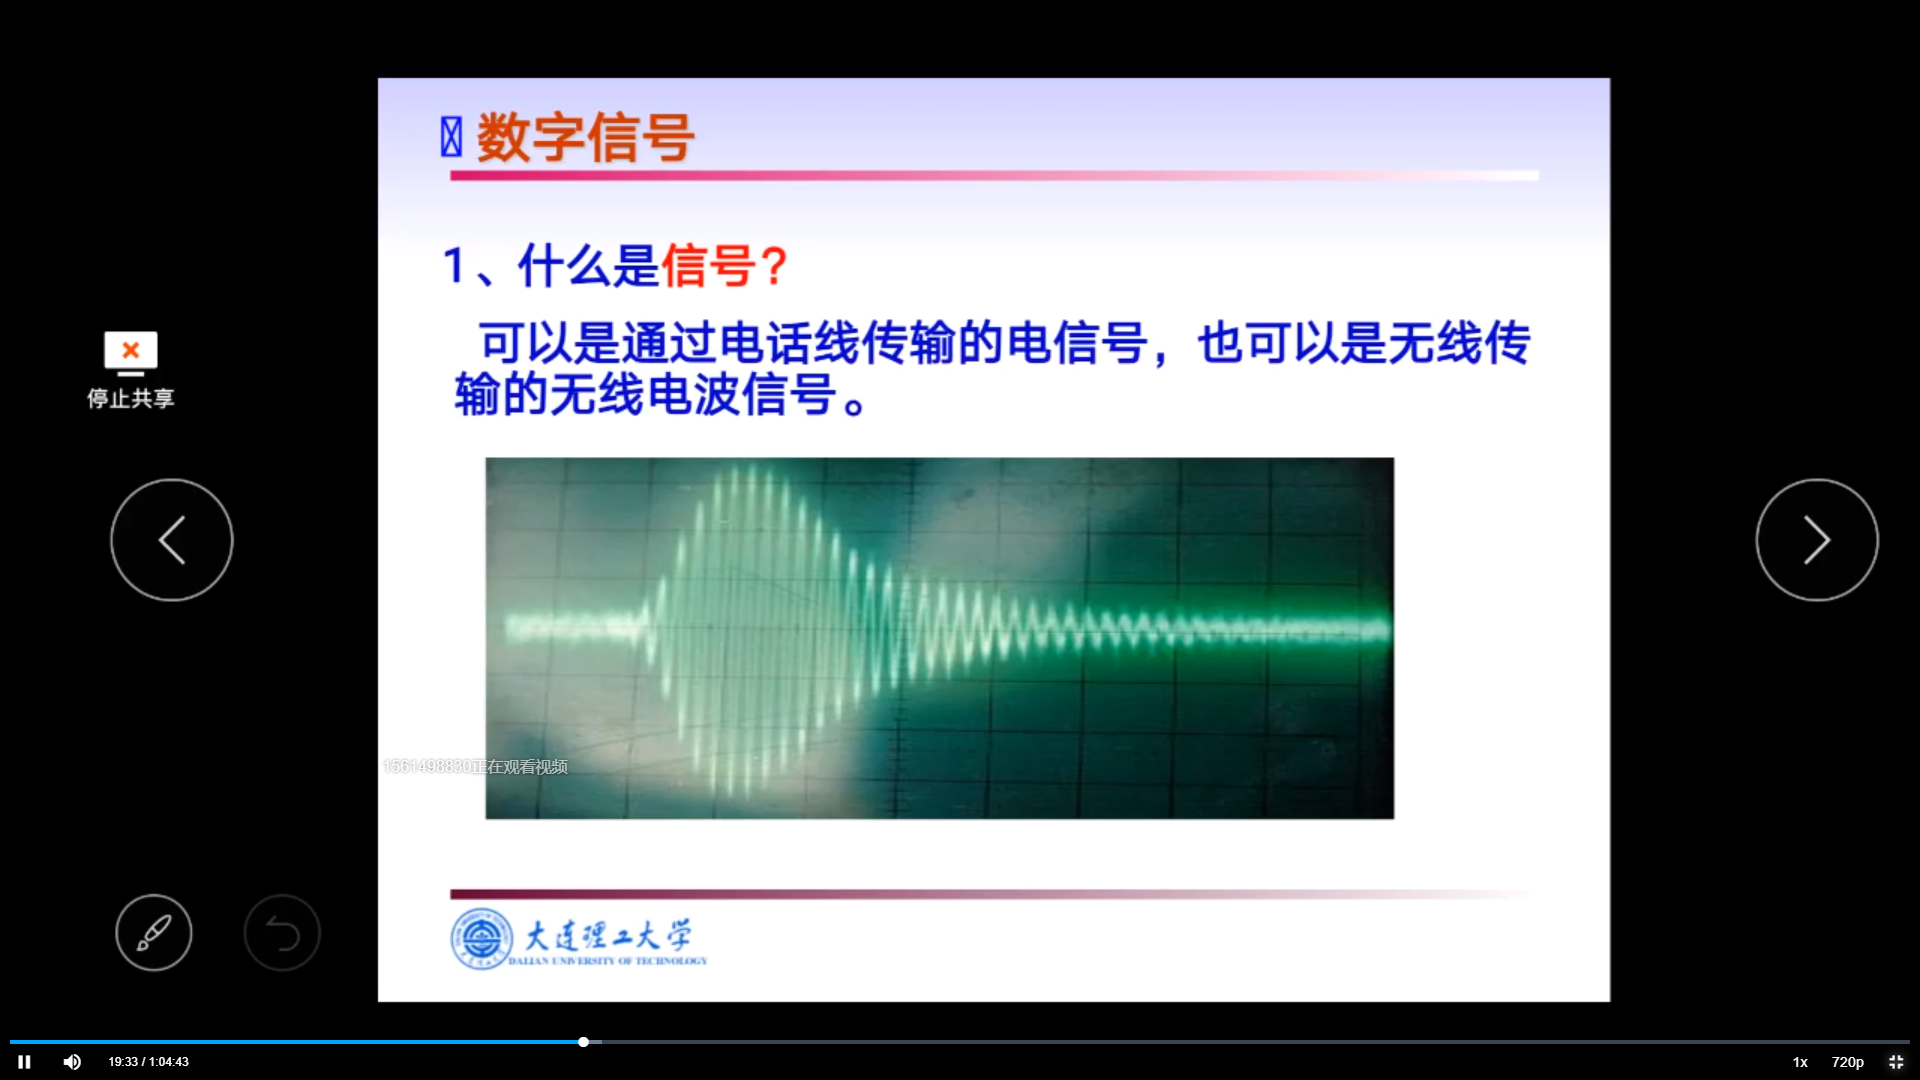 数字信号
1、什么是信号?
可以是通过电话线传输的电信号，也可以是无线传
输的无线电波信号。
停止共享
1561498830正在观看视频
大连理工大学
DALIAN UNIVERSITY OF TECHNOLOGY
19:33 / 1:04:43
1x
720p